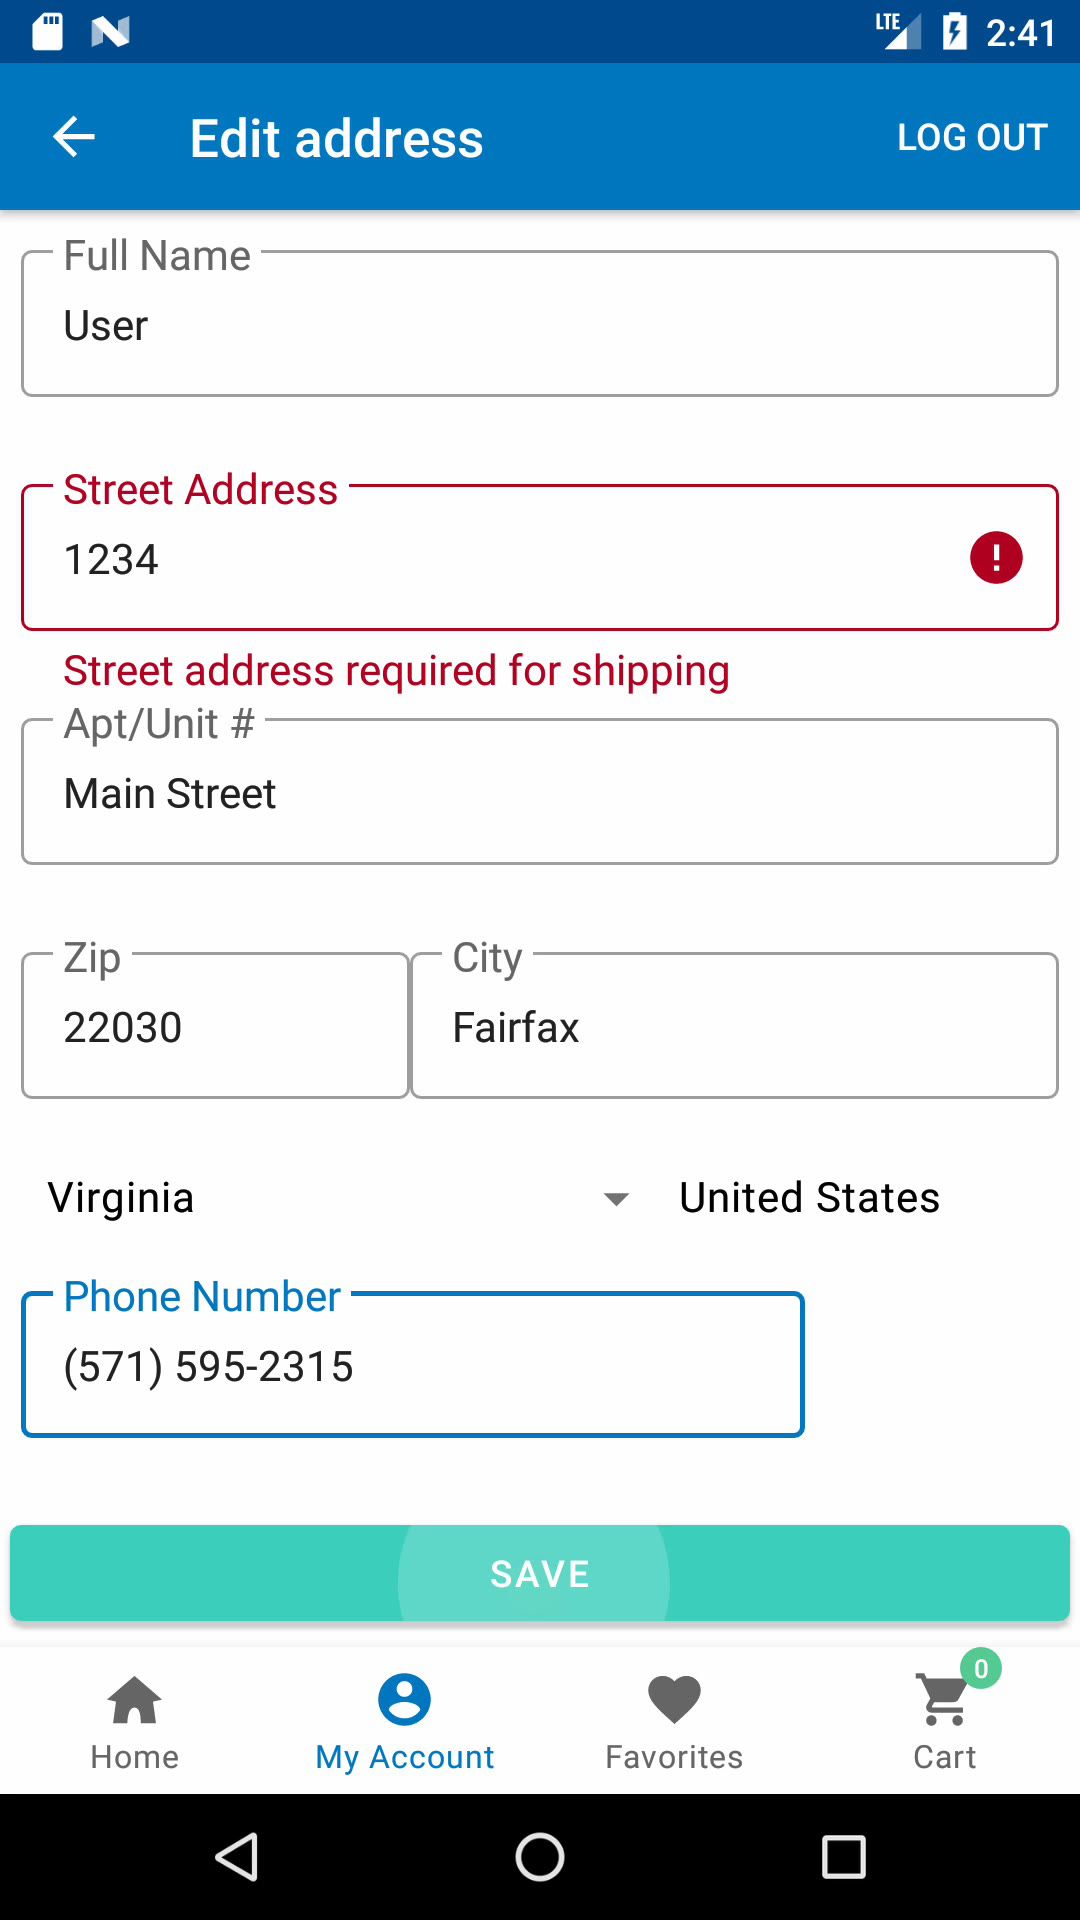 LTE 2:41
Edit address LOG OUT
Full Name
User
Street Address
1234
!
Street address required for shipping
Apt/Unit #
Main Street
Zip City
22030 Fairfax
Virginia United States
Phone Number
(571) 595-2315
SAVE
0
Home My Account Favorites Cart